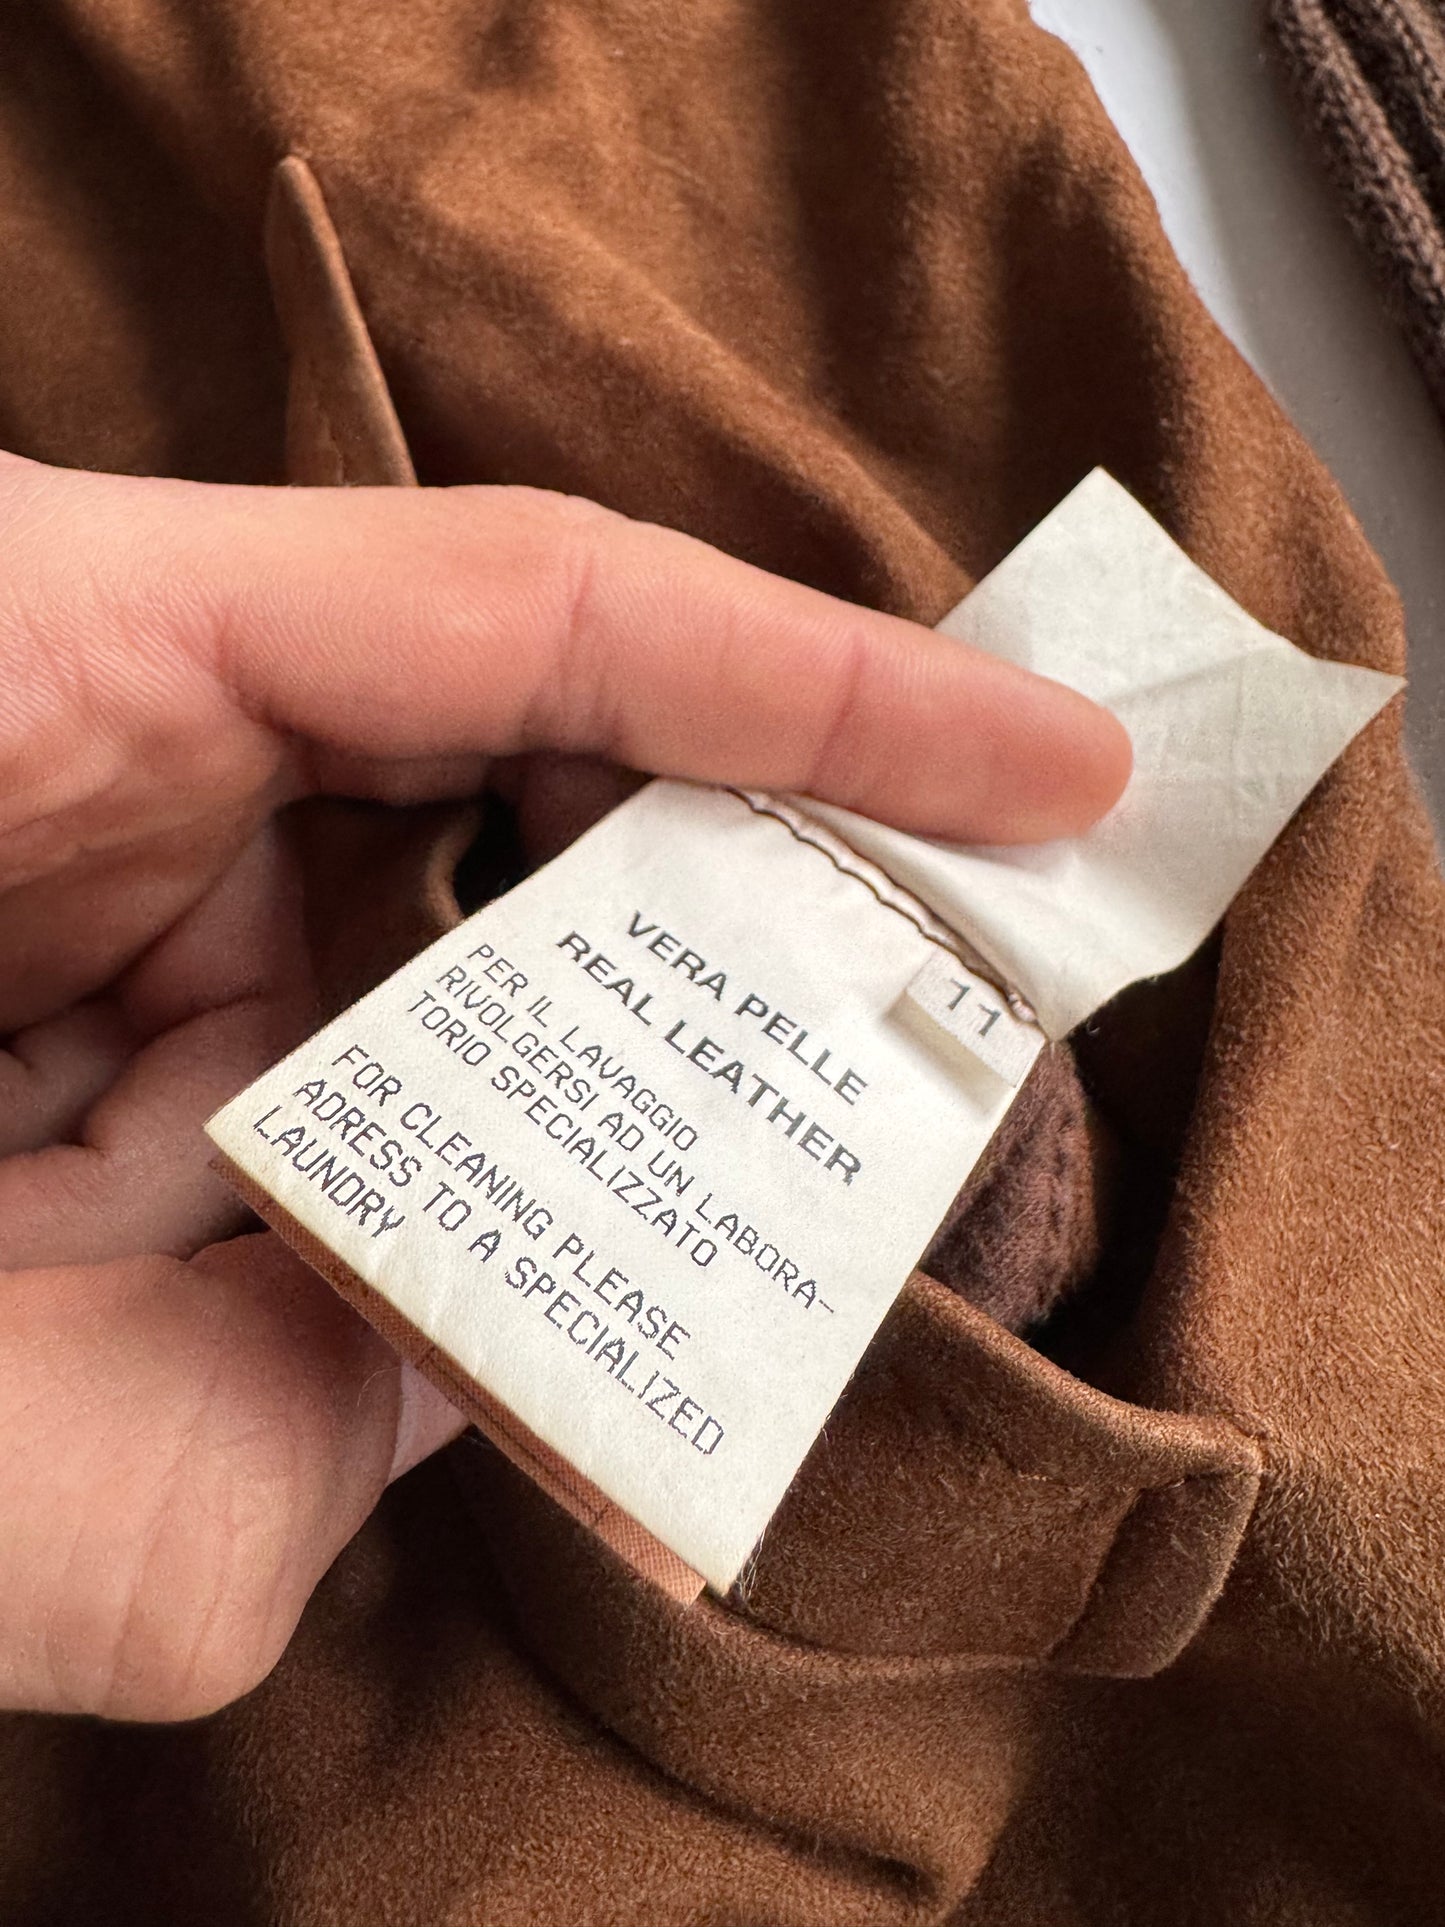 11
VERA PELLE
REAL LEATHER
PER IL LAVAGGIO
RIVOLGERSI AD UN LABORA-
TORIO SPECIALIZZATO
FOR CLEANING PLEASE
ADRESS TO A SPECIALIZED
LAUNDRY